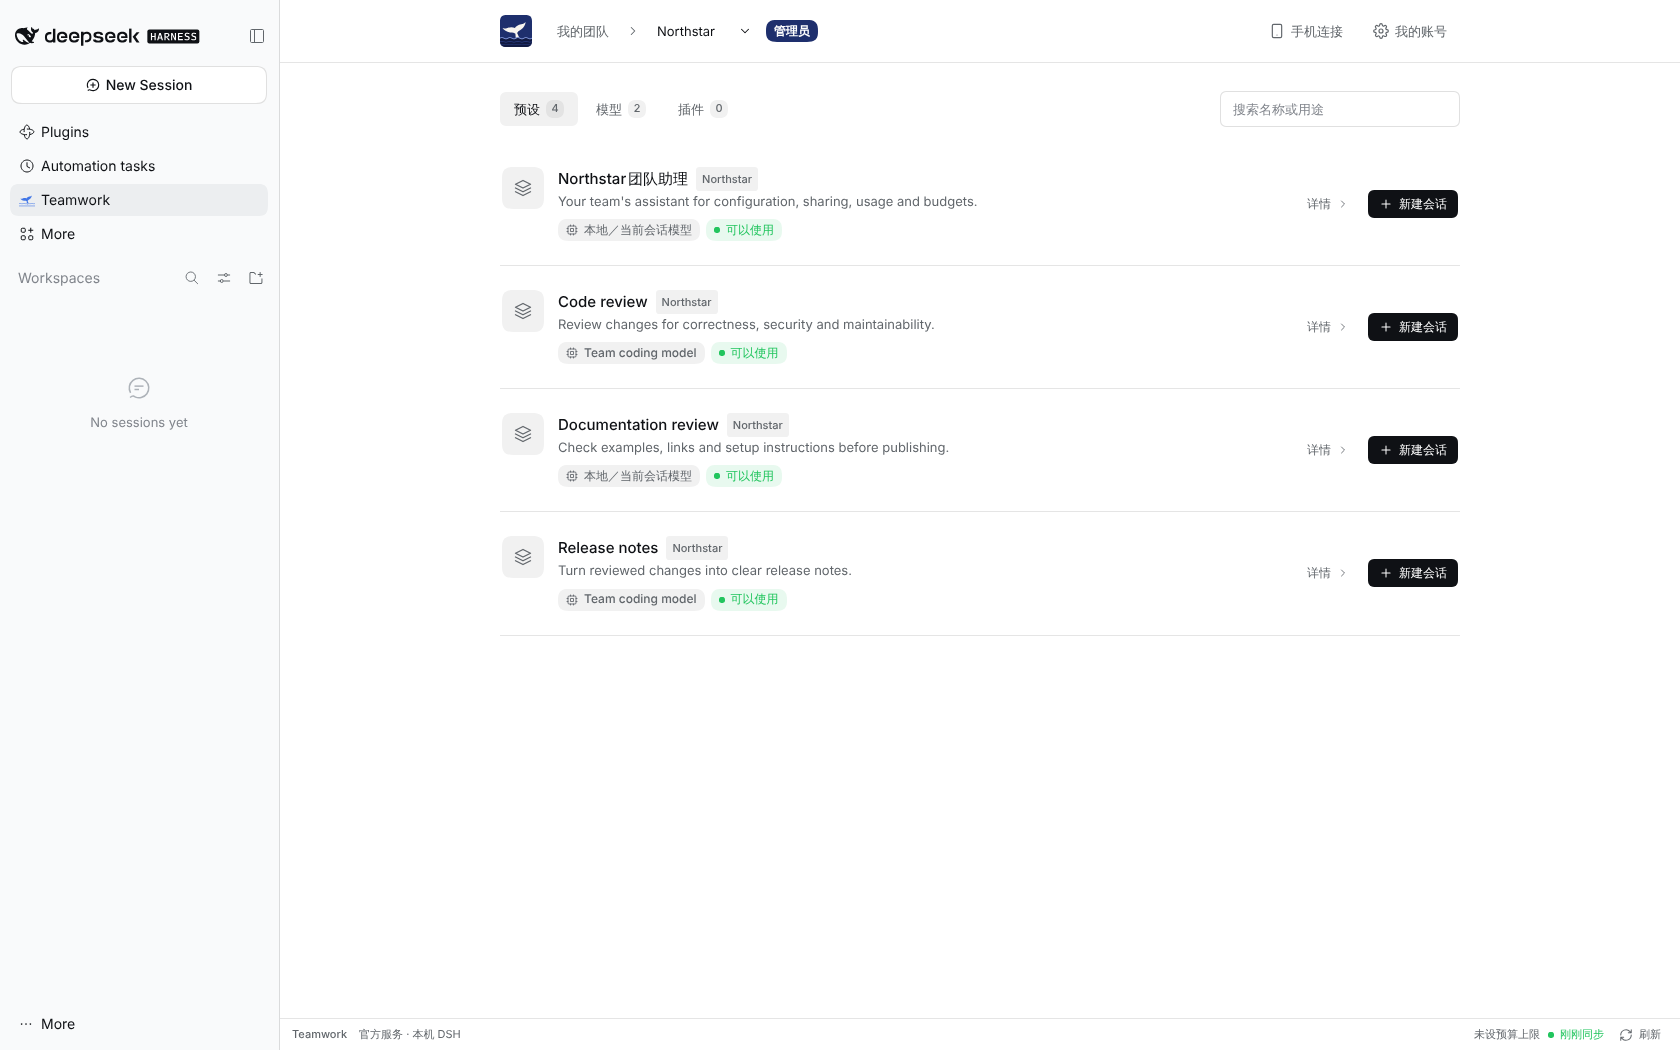 deepseek HARNESS
New Session
Plugins
Automation tasks
Teamwork
More
Workspaces
No sessions yet
More
我的团队
Northstar
管理员
手机连接
我的账号
预设 4
模型 2
插件 0
搜索名称或用途
Northstar 团队助理 Northstar
Your team's assistant for configuration, sharing, usage and budgets.
本地／当前会话模型 可以使用
详情
新建会话
Code review Northstar
Review changes for correctness, security and maintainability.
Team coding model 可以使用
详情
新建会话
Documentation review Northstar
Check examples, links and setup instructions before publishing.
本地／当前会话模型 可以使用
详情
新建会话
Release notes Northstar
Turn reviewed changes into clear release notes.
Team coding model 可以使用
详情
新建会话
Teamwork 官方服务 · 本机 DSH
未设预算上限 刚刚同步 刷新